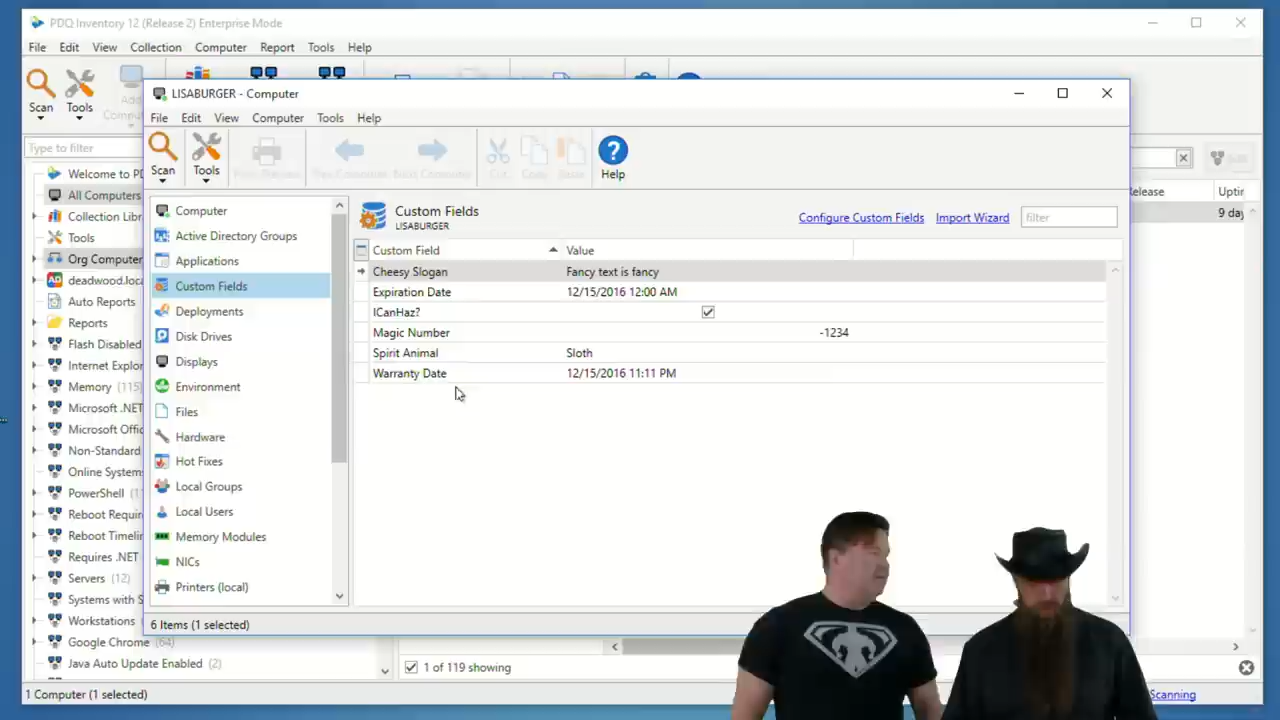 PDQ Inventory 12 (Release 2) Enterprise Mode
File Edit View Collection Computer Report Tools Help
Scan Tools Add
LISABURGER - Computer
File Edit View Computer Tools Help
Scan Tools Help
Type to filter
Welcome to PD
All Computers
Collection Libr
Tools
Org Computer
deadwood.loca
Auto Reports
Reports
Flash Disabled
Internet Explor
Memory (115)
Microsoft .NET
Microsoft Offic
Non-Standard
Online System
PowerShell
Reboot Requir
Reboot Timelin
Requires .NET
Servers (12)
Systems with S
Workstations
Google Chrome (64)
Java Auto Update Enabled (2)
Computer
Active Directory Groups
Applications
Custom Fields
Deployments
Disk Drives
Displays
Environment
Files
Hardware
Hot Fixes
Local Groups
Local Users
Memory Modules
NICs
Printers (local)
Custom Fields
LISABURGER
Configure Custom Fields Import Wizard filter
Custom Field Value
Cheesy Slogan Fancy text is fancy
Expiration Date 12/15/2016 12:00 AM
ICanHaz?
Magic Number -1234
Spirit Animal Sloth
Warranty Date 12/15/2016 11:11 PM
elease Uptir
9 day
6 Items (1 selected)
1 of 119 showing
1 Computer (1 selected) Scanning